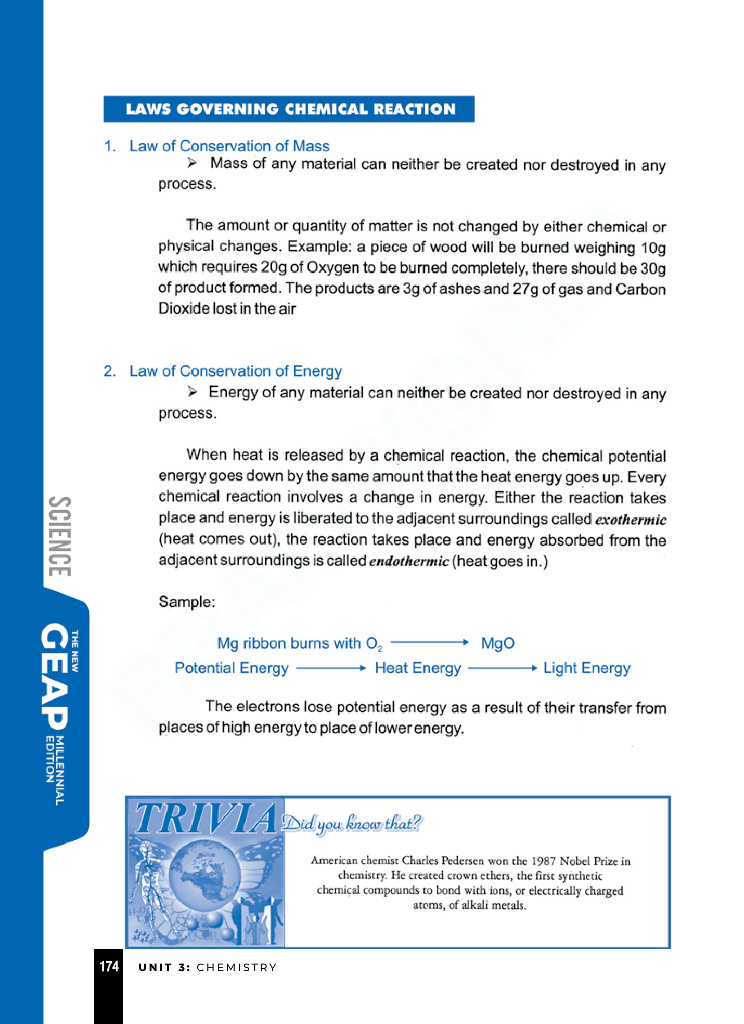 LAWS GOVERNING CHEMICAL REACTION
1. Law of Conservation of Mass
➢ Mass of any material can neither be created nor destroyed in any
process.
The amount or quantity of matter is not changed by either chemical or
physical changes. Example: a piece of wood will be burned weighing 10g
which requires 20g of Oxygen to be burned completely, there should be 30g
of product formed. The products are 3g of ashes and 27g of gas and Carbon
Dioxide lost in the air
2. Law of Conservation of Energy
➢ Energy of any material can neither be created nor destroyed in any
process.
When heat is released by a chemical reaction, the chemical potential
energy goes down by the same amount that the heat energy goes up. Every
chemical reaction involves a change in energy. Either the reaction takes
place and energy is liberated to the adjacent surroundings called exothermic
(heat comes out), the reaction takes place and energy absorbed from the
adjacent surroundings is called endothermic (heat goes in.)
Sample:
Mg ribbon burns with O₂ ⟶ MgO
Potential Energy ⟶ Heat Energy ⟶ Light Energy
The electrons lose potential energy as a result of their transfer from
places of high energy to place of lower energy.
SCIENCE
THE NEW
GEAP
MILLENNIAL
EDITION
TRIVIA Did you know that?
American chemist Charles Pedersen won the 1987 Nobel Prize in
chemistry. He created crown ethers, the first synthetic
chemical compounds to bond with ions, or electrically charged
atoms, of alkali metals.
174 UNIT 3: CHEMISTRY